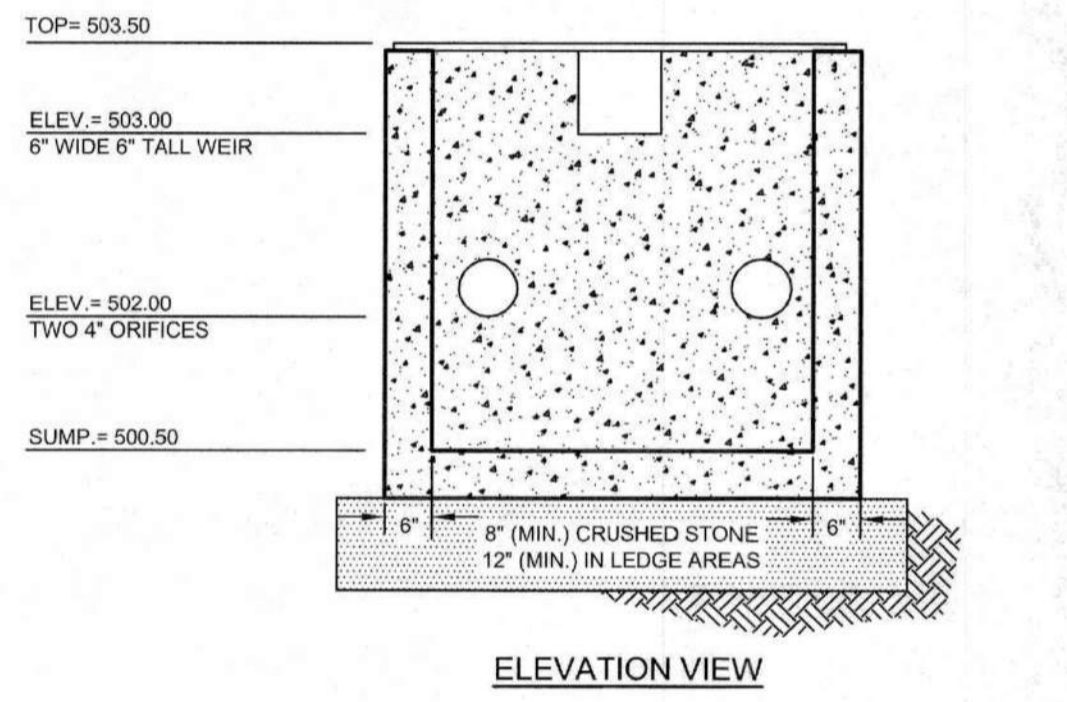 TOP= 503.50
ELEV.= 503.00
6" WIDE 6" TALL WEIR
ELEV.= 502.00
TWO 4" ORIFICES
SUMP.= 500.50
6"
8" (MIN.) CRUSHED STONE
12" (MIN.) IN LEDGE AREAS
6"
ELEVATION VIEW